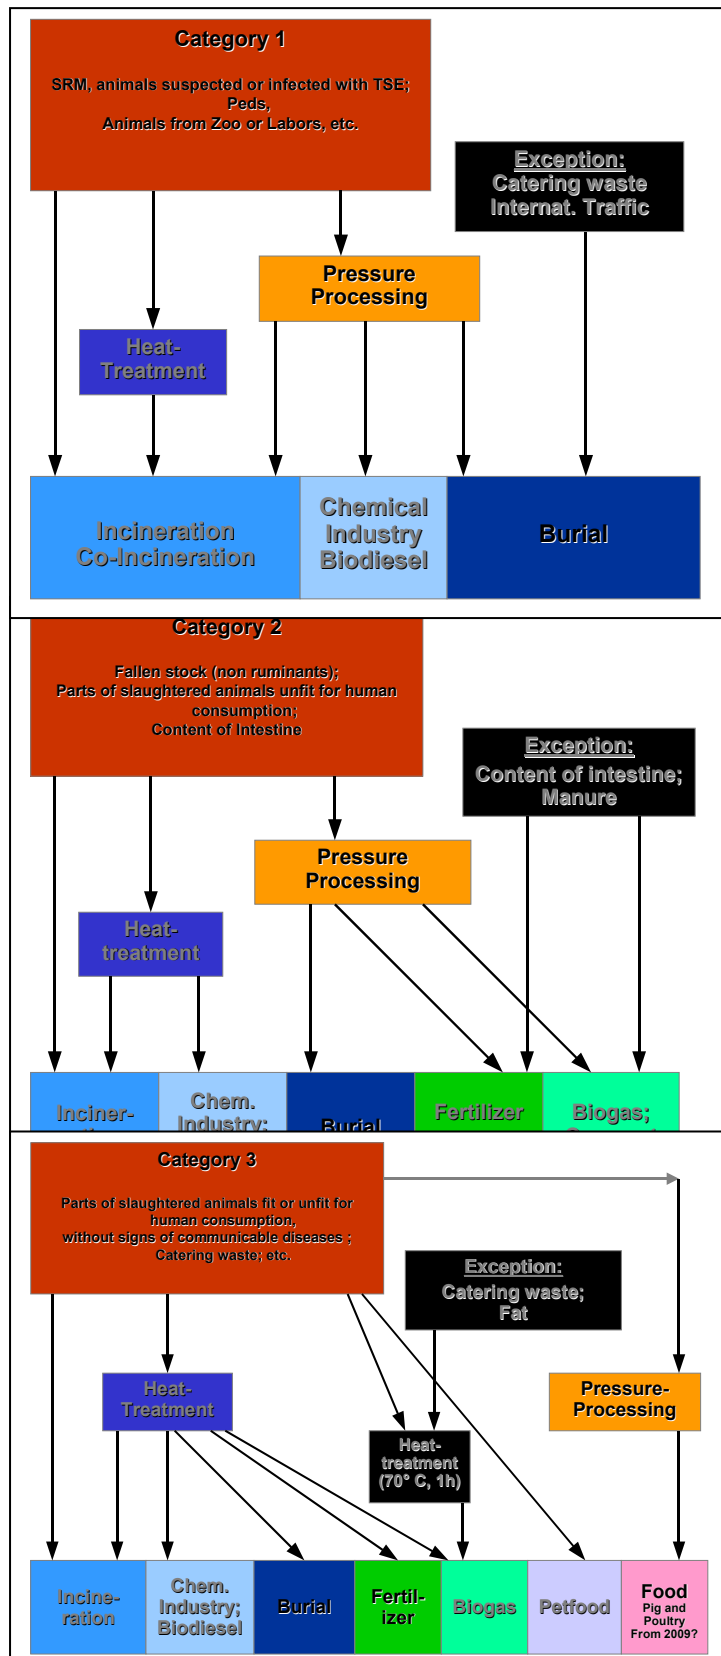 Category 1
SRM, animals suspected or infected with TSE;
Peds,
Animals from Zoo or Labors, etc.
Exception:
Catering waste
Internat. Traffic
Pressure
Processing
Heat-
Treatment
Incineration
Co-Incineration
Chemical
Industry
Biodiesel
Burial
Category 2
Fallen stock (non ruminants);
Parts of slaughtered animals unfit for human
consumption;
Content of Intestine
Exception:
Content of intestine;
Manure
Pressure
Processing
Heat-
treatment
Inciner-
Chem.
Industry;
Burial
Fertilizer
Biogas;
Category 3
Parts of slaughtered animals fit or unfit for
human consumption,
without signs of communicable diseases ;
Catering waste; etc.
Exception:
Catering waste;
Fat
Heat-
Treatment
Pressure-
Processing
Heat-
treatment
(70° C, 1h)
Incine-
ration
Chem.
Industry;
Biodiesel
Burial
Fertil-
izer
Biogas
Petfood
Food
Pig and
Poultry
From 2009?